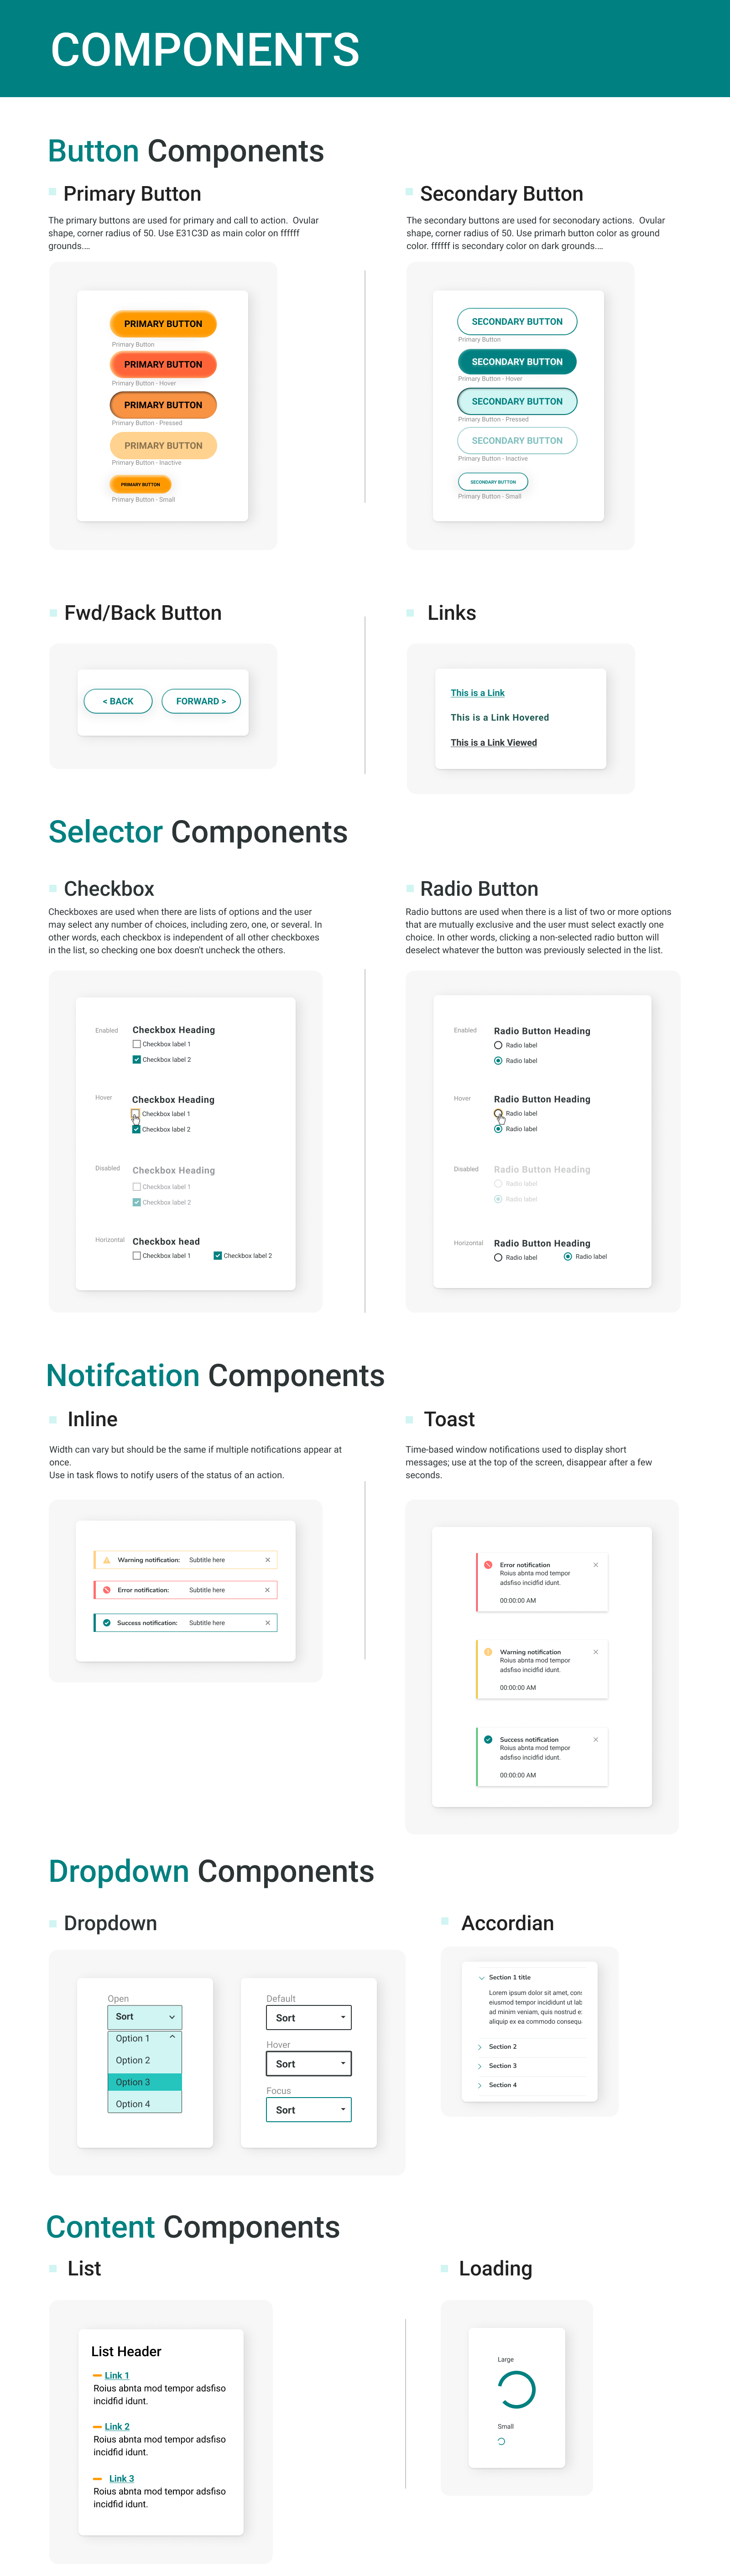 COMPONENTS
Button Components
Primary Button
The primary buttons are used for primary and call to action. Ovular
shape, corner radius of 50. Use E31C3D as main color on ffffff
grounds....
PRIMARY BUTTON
Primary Button
PRIMARY BUTTON
Primary Button - Hover
PRIMARY BUTTON
Primary Button - Pressed
PRIMARY BUTTON
Primary Button - Inactive
PRIMARY BUTTON
Primary Button - Small
Secondary Button
The secondary buttons are used for seconodary actions. Ovular
shape, corner radius of 50. Use primarh button color as ground
color. ffffff is secondary color on dark grounds....
SECONDARY BUTTON
Primary Button
SECONDARY BUTTON
Primary Button - Hover
SECONDARY BUTTON
Primary Button - Pressed
SECONDARY BUTTON
Primary Button - Inactive
SECONDARY BUTTON
Primary Button - Small
Fwd/Back Button
< BACK
FORWARD >
Links
This is a Link
This is a Link Hovered
This is a Link Viewed
Selector Components
Checkbox
Checkboxes are used when there are lists of options and the user
may select any number of choices, including zero, one, or several. In
other words, each checkbox is independent of all other checkboxes
in the list, so checking one box doesn't uncheck the others.
Enabled
Checkbox Heading
Checkbox label 1
Checkbox label 2
Hover
Checkbox Heading
Checkbox label 1
Checkbox label 2
Disabled
Checkbox Heading
Checkbox label 1
Checkbox label 2
Horizontal
Checkbox head
Checkbox label 1
Checkbox label 2
Radio Button
Radio buttons are used when there is a list of two or more options
that are mutually exclusive and the user must select exactly one
choice. In other words, clicking a non-selected radio button will
deselect whatever the button was previously selected in the list.
Enabled
Radio Button Heading
Radio label
Radio label
Hover
Radio Button Heading
Radio label
Radio label
Disabled
Radio Button Heading
Radio label
Radio label
Horizontal
Radio Button Heading
Radio label
Radio label
Notifcation Components
Inline
Width can vary but should be the same if multiple notifications appear at
once.
Use in task flows to notify users of the status of an action.
Warning notification: Subtitle here
Error notification: Subtitle here
Success notification: Subtitle here
Toast
Time-based window notifications used to display short
messages; use at the top of the screen, disappear after a few
seconds.
Error notification
Roius abnta mod tempor
adsfiso incidfid idunt.
00:00:00 AM
Warning notification
Roius abnta mod tempor
adsfiso incidfid idunt.
00:00:00 AM
Success notification
Roius abnta mod tempor
adsfiso incidfid idunt.
00:00:00 AM
Dropdown Components
Dropdown
Open
Sort
Option 1
Option 2
Option 3
Option 4
Default
Sort
Hover
Sort
Focus
Sort
Accordian
Section 1 title
Lorem ipsum dolor sit amet, con
eiusmod tempor incididunt ut lab
ad minim veniam, quis nostrud e
aliquip ex ea commodo consequ
Section 2
Section 3
Section 4
Content Components
List
List Header
Link 1
Roius abnta mod tempor adsfiso
incidfid idunt.
Link 2
Roius abnta mod tempor adsfiso
incidfid idunt.
Link 3
Roius abnta mod tempor adsfiso
incidfid idunt.
Loading
Large
Small